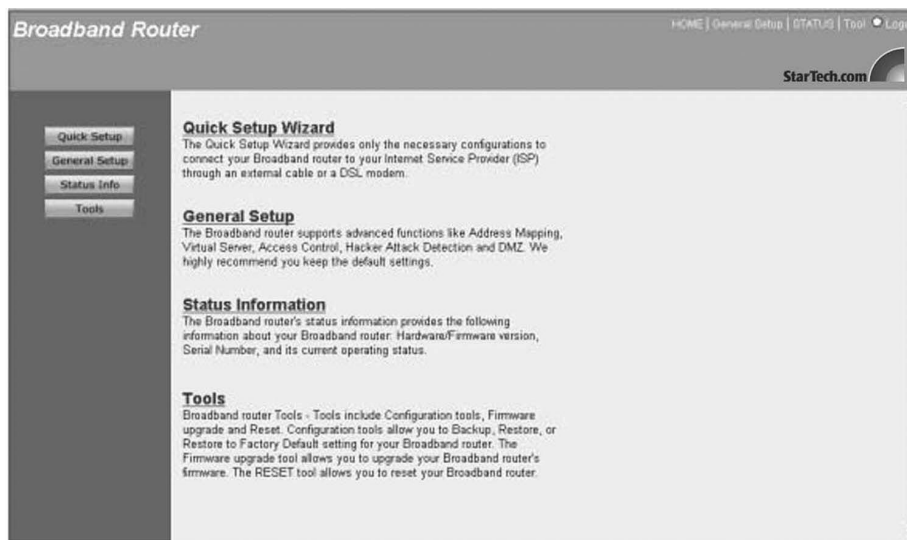 Broadband Router
HOME | General Setup | STATUS | Tool
StarTech.com
Quick Setup
General Setup
Status Info
Tools
Quick Setup Wizard
The Quick Setup Wizard provides only the necessary configurations to
connect your Broadband router to your Internet Service Provider (ISP)
through an external cable or a DSL modem.
General Setup
The Broadband router supports advanced functions like Address Mapping,
Virtual Server, Access Control, Hacker Attack Detection and DMZ. We
highly recommend you keep the default settings.
Status Information
The Broadband router's status information provides the following
information about your Broadband router: Hardware/Firmware version,
Serial Number, and its current operating status.
Tools
Broadband router Tools - Tools include Configuration tools, Firmware
upgrade and Reset. Configuration tools allow you to Backup, Restore, or
Restore to Factory Default setting for your Broadband router. The
Firmware upgrade tool allows you to upgrade your Broadband router's
firmware. The RESET tool allows you to reset your Broadband router.